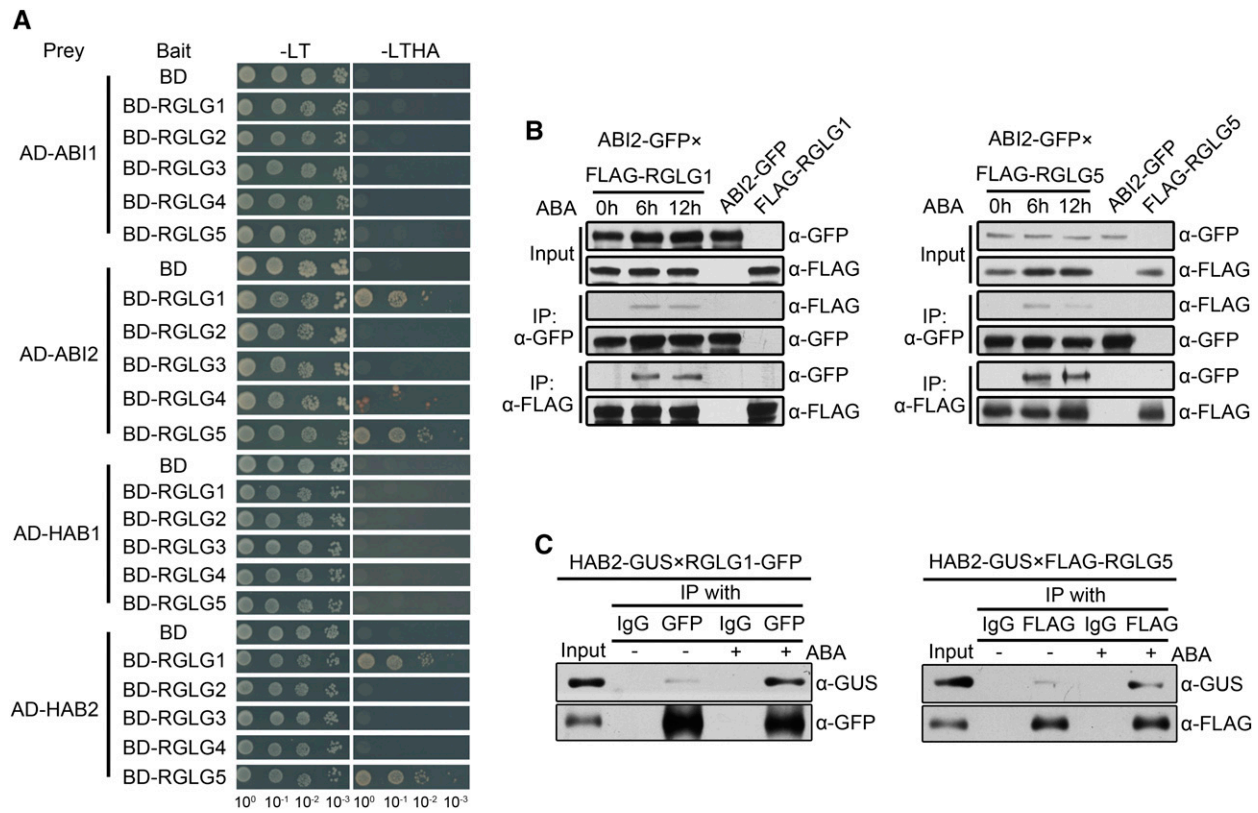 A
Prey Bait -LT -LTHA
AD-ABI1
BD
BD-RGLG1
BD-RGLG2
BD-RGLG3
BD-RGLG4
BD-RGLG5
AD-ABI2
BD
BD-RGLG1
BD-RGLG2
BD-RGLG3
BD-RGLG4
BD-RGLG5
AD-HAB1
BD
BD-RGLG1
BD-RGLG2
BD-RGLG3
BD-RGLG4
BD-RGLG5
AD-HAB2
BD
BD-RGLG1
BD-RGLG2
BD-RGLG3
BD-RGLG4
BD-RGLG5
10⁰ 10⁻¹ 10⁻² 10⁻³ 10⁰ 10⁻¹ 10⁻² 10⁻³
B
ABI2-GFP×
FLAG-RGLG1
ABI2-GFP
FLAG-RGLG1
ABA 0h 6h 12h
Input
α-GFP
α-FLAG
IP:
α-GFP
α-FLAG
α-GFP
IP:
α-FLAG
α-GFP
α-FLAG
ABI2-GFP×
FLAG-RGLG5
ABI2-GFP
FLAG-RGLG5
ABA 0h 6h 12h
Input
α-GFP
α-FLAG
IP:
α-GFP
α-FLAG
α-GFP
IP:
α-FLAG
α-GFP
α-FLAG
C
HAB2-GUS×RGLG1-GFP
IP with
IgG GFP IgG GFP
Input - - + + ABA
α-GUS
α-GFP
HAB2-GUS×FLAG-RGLG5
IP with
IgG FLAG IgG FLAG
Input - - + + ABA
α-GUS
α-FLAG